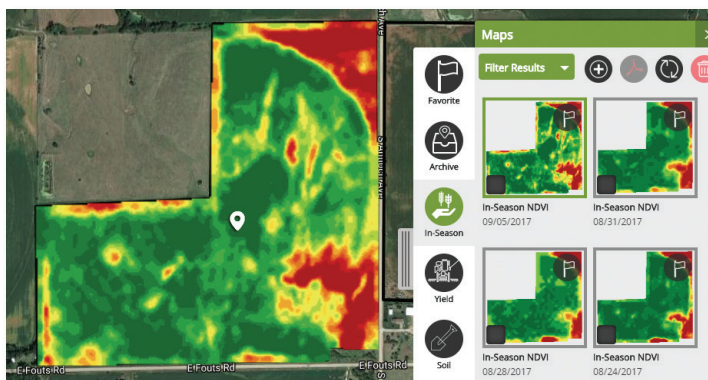 Maps
Filter Results
Favorite
Archive
In-Season
Yield
Soil
In-Season NDVI
09/05/2017
In-Season NDVI
08/31/2017
In-Season NDVI
08/28/2017
In-Season NDVI
08/24/2017
E Fouts Rd
E Fouts Rd
E Fouts Rd